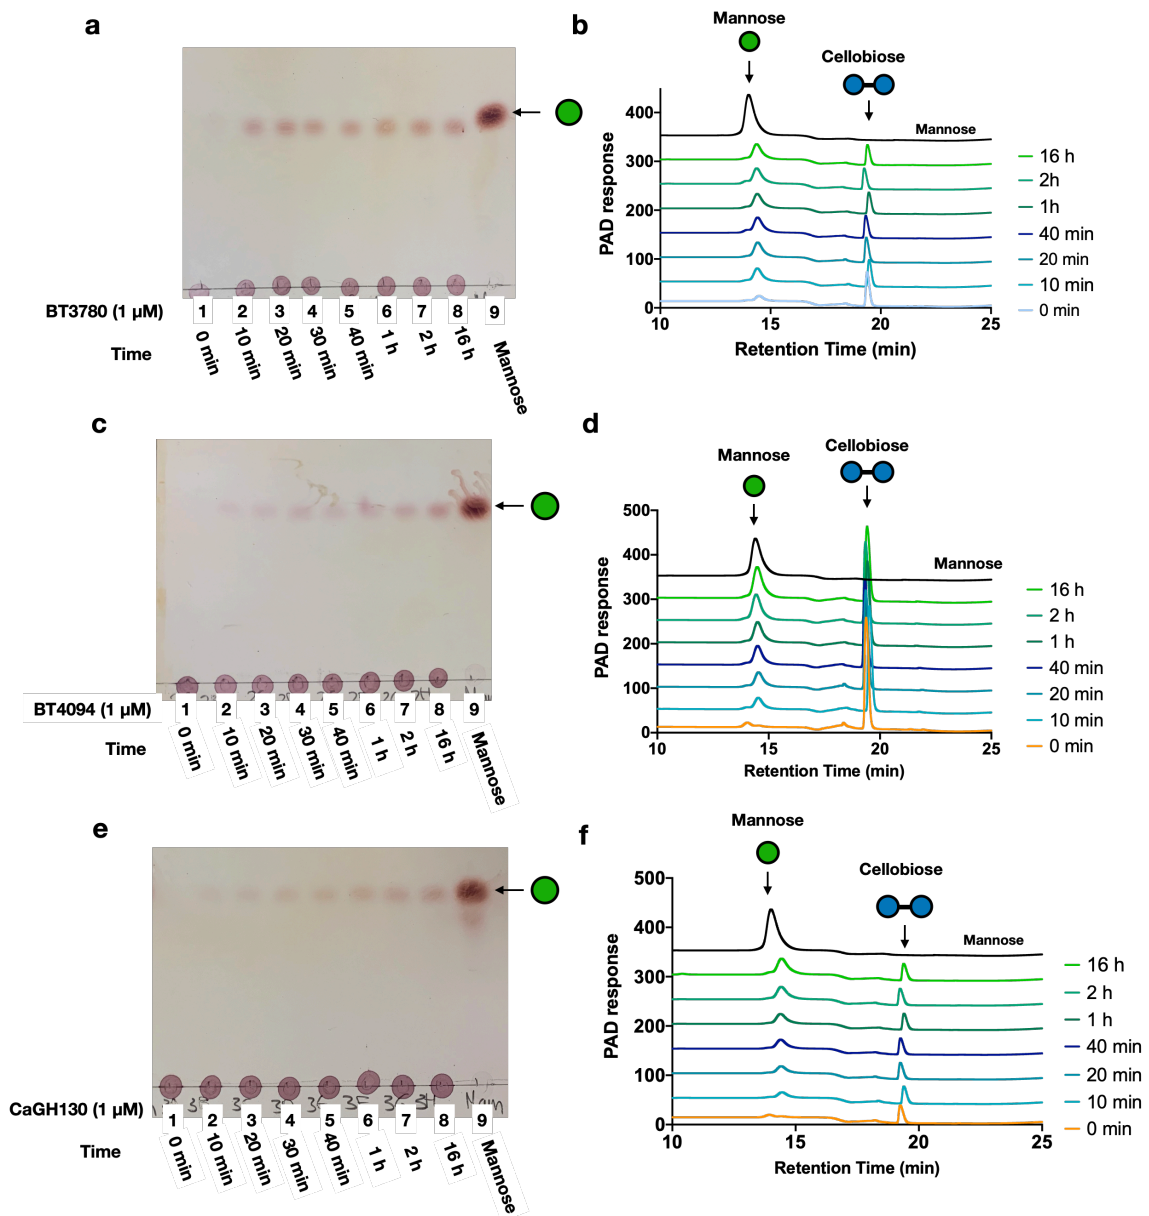 a
BT3780 (1 µM)
1 2 3 4 5 6 7 8 9
Time
0 min 10 min 20 min 30 min 40 min 1 h 2 h 16 h Mannose
b
Mannose
Cellobiose
PAD response
400
300
200
100
0
Mannose
10 15 20 25
Retention Time (min)
16 h
2h
1h
40 min
20 min
10 min
0 min
c
BT4094 (1 µM)
1 2 3 4 5 6 7 8 9
Time
0 min 10 min 20 min 30 min 40 min 1 h 2 h 16 h Mannose
d
Mannose
Cellobiose
PAD response
500
400
300
200
100
0
Mannose
10 15 20 25
Retention Time (min)
16 h
2 h
1 h
40 min
20 min
10 min
0 min
e
CaGH130 (1 µM)
1 2 3 4 5 6 7 8 9
Time
0 min 10 min 20 min 30 min 40 min 1 h 2 h 16 h Mannose
f
Mannose
Cellobiose
PAD response
500
400
300
200
100
0
Mannose
10 15 20 25
Retention Time (min)
16 h
2 h
1 h
40 min
20 min
10 min
0 min